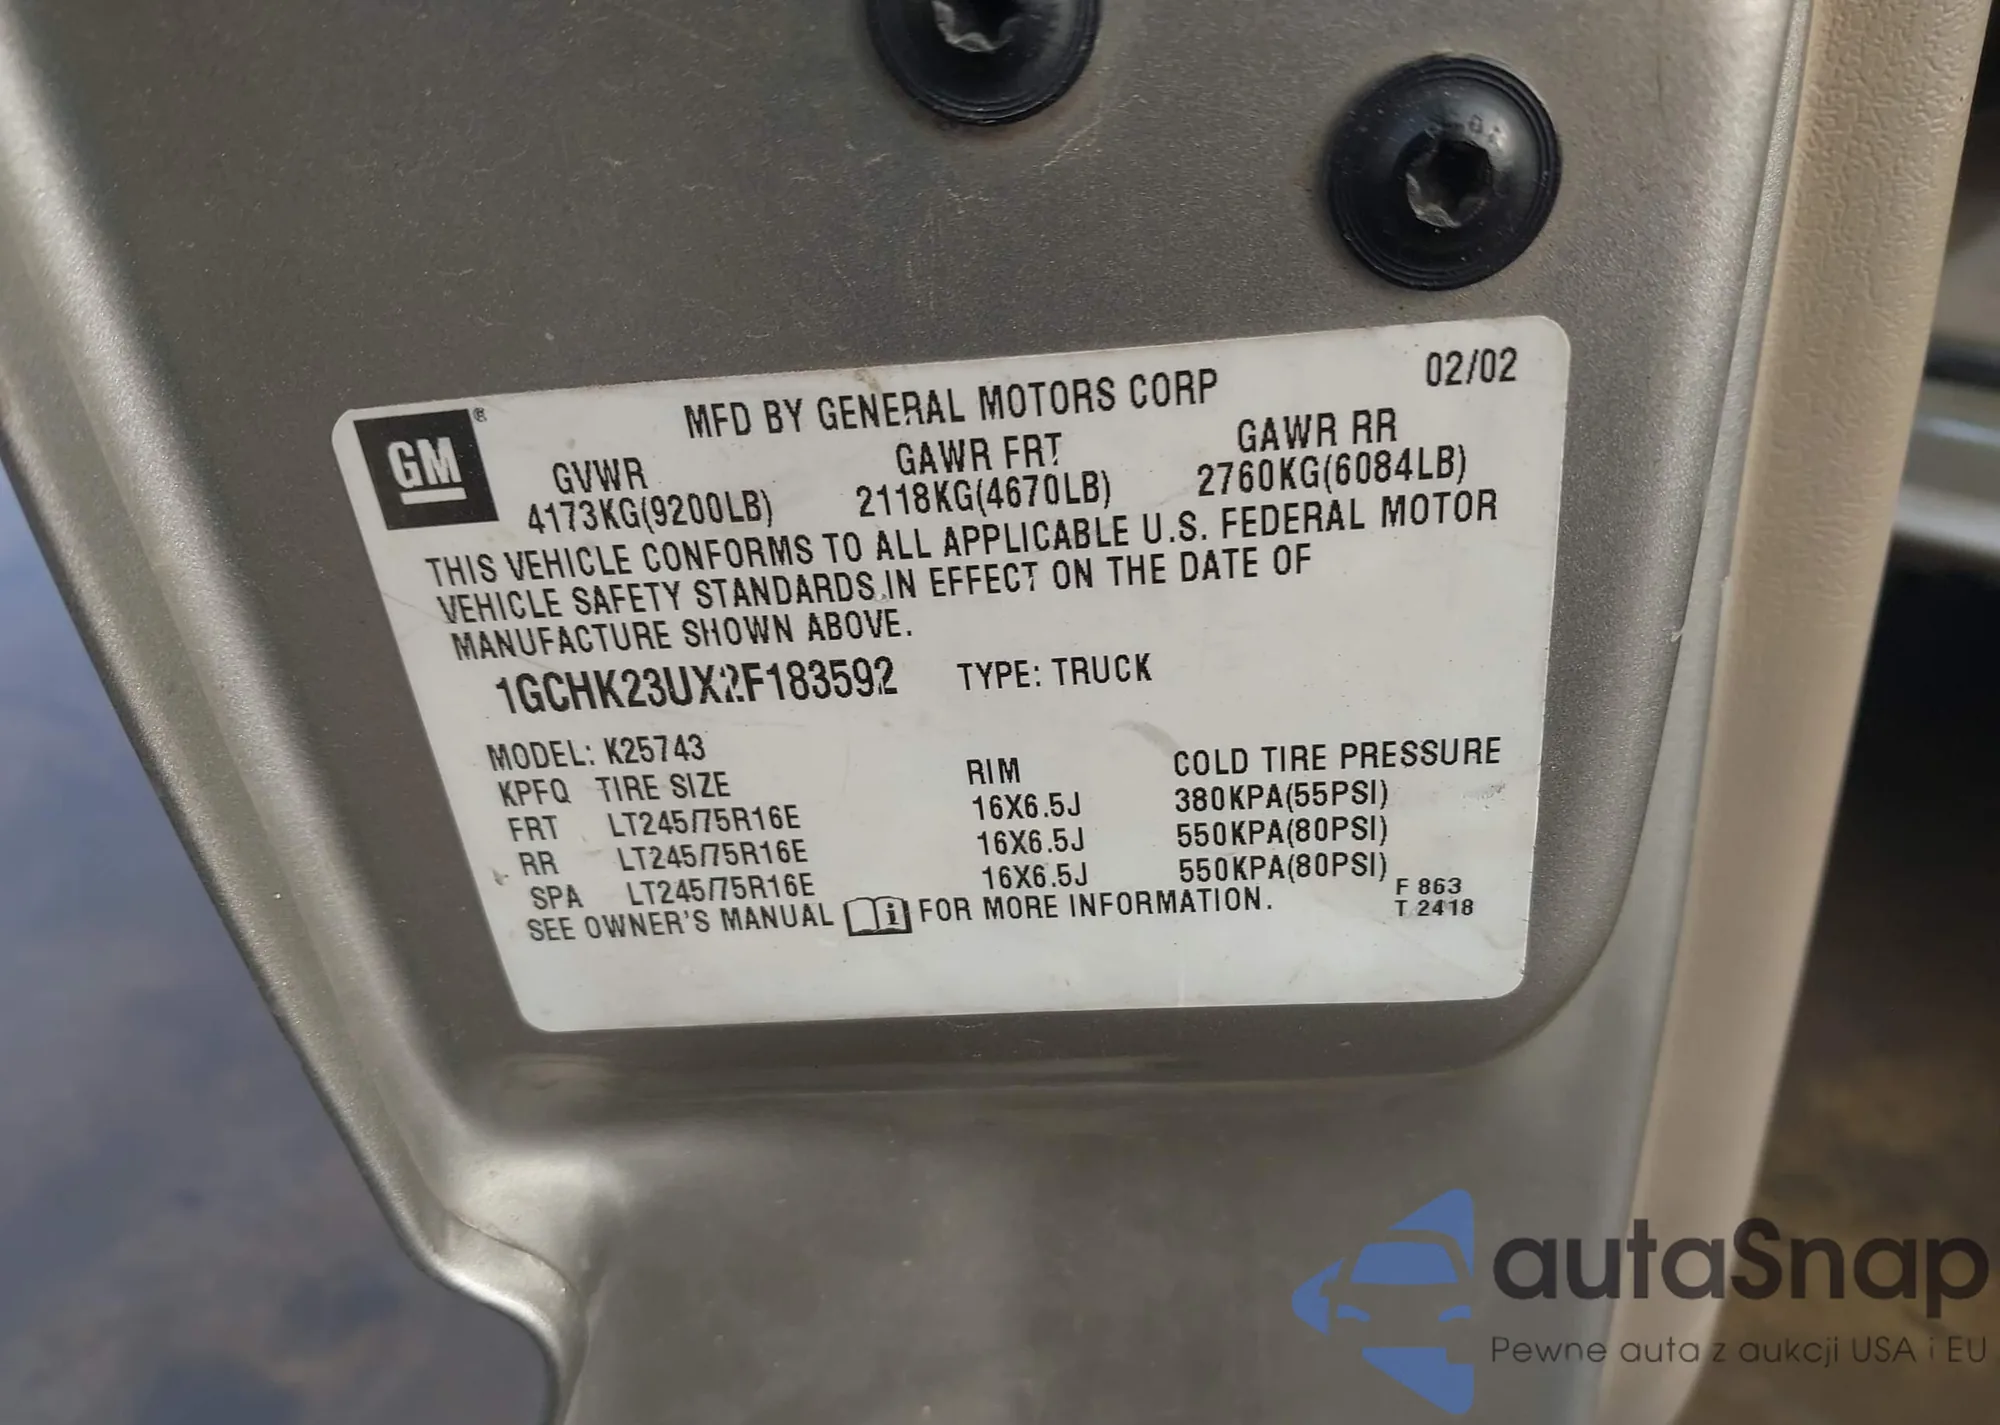 MFD BY GENERAL MOTORS CORP 02/02
GM®
GVWR GAWR FRT GAWR RR
4173KG(9200LB) 2118KG(4670LB) 2760KG(6084LB)
THIS VEHICLE CONFORMS TO ALL APPLICABLE U.S. FEDERAL MOTOR
VEHICLE SAFETY STANDARDS IN EFFECT ON THE DATE OF
MANUFACTURE SHOWN ABOVE.
1GCHK23UX2F183592 TYPE: TRUCK
MODEL: K25743
KPFQ TIRE SIZE RIM COLD TIRE PRESSURE
FRT LT245/75R16E 16X6.5J 380KPA(55PSI)
RR LT245/75R16E 16X6.5J 550KPA(80PSI)
SPA LT245/75R16E 16X6.5J 550KPA(80PSI)
SEE OWNER'S MANUAL i FOR MORE INFORMATION.
F 863
T 2418
autaSnap
Pewne auta z aukcji USA i EU